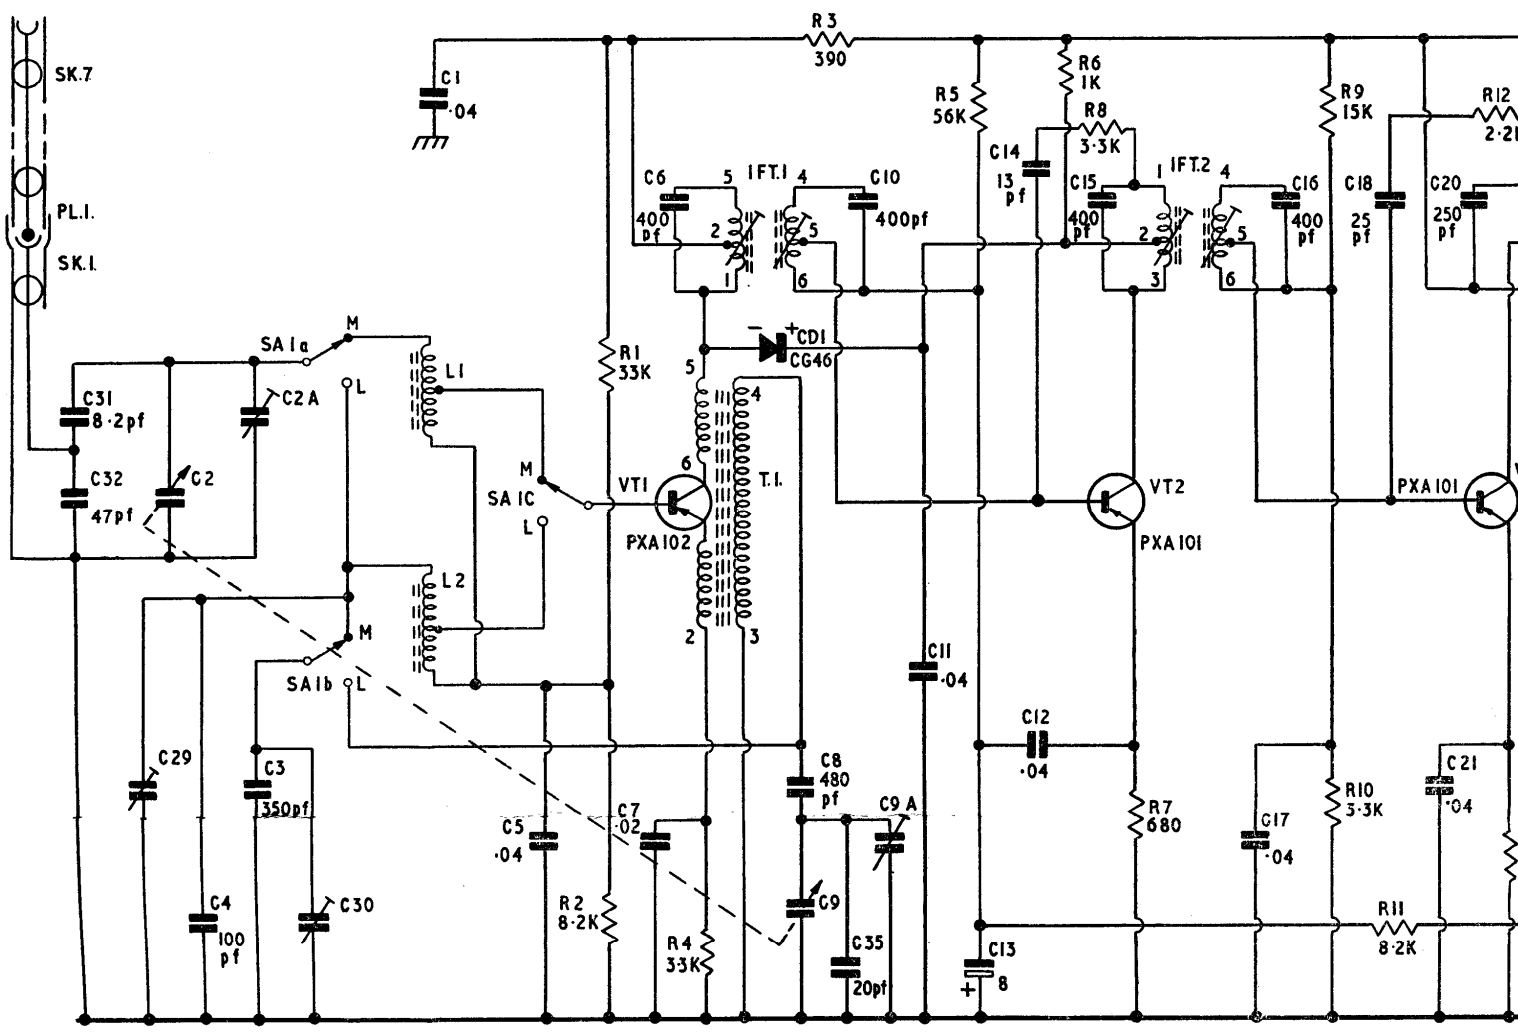 R3
390
SK.7
C1
.04
R6
1K
R5
56K
R9
15K
R12
R8
3.3K
C14
13
pf
PL.1.
SK.1.
C6
400
pf
5
IFT.1
4
C10
400pf
2
5
1
6
C15
400
pf
1
IFT.2
4
C16
400
pf
2
5
3
6
C18
25
pf
C20
250
pf
M
SA1a
L
L1
R1
33K
-
+
CD1
CG46
5
4
C31
8.2pf
C2A
C32
47pf
C2
M
SA1C
L
6
VT1
PXA102
T.1.
VT2
PXA101
PXA101
L2
M
SA1b
L
2
3
C11
.04
C12
.04
C29
C3
350pf
C5
.04
C7
.02
C8
480
pf
C9A
R7
680
C17
.04
R10
3.3K
C21
.04
C4
100
pf
C30
R2
8.2K
R4
3.3K
C9
C35
20pf
C13
8
+
R11
8.2K